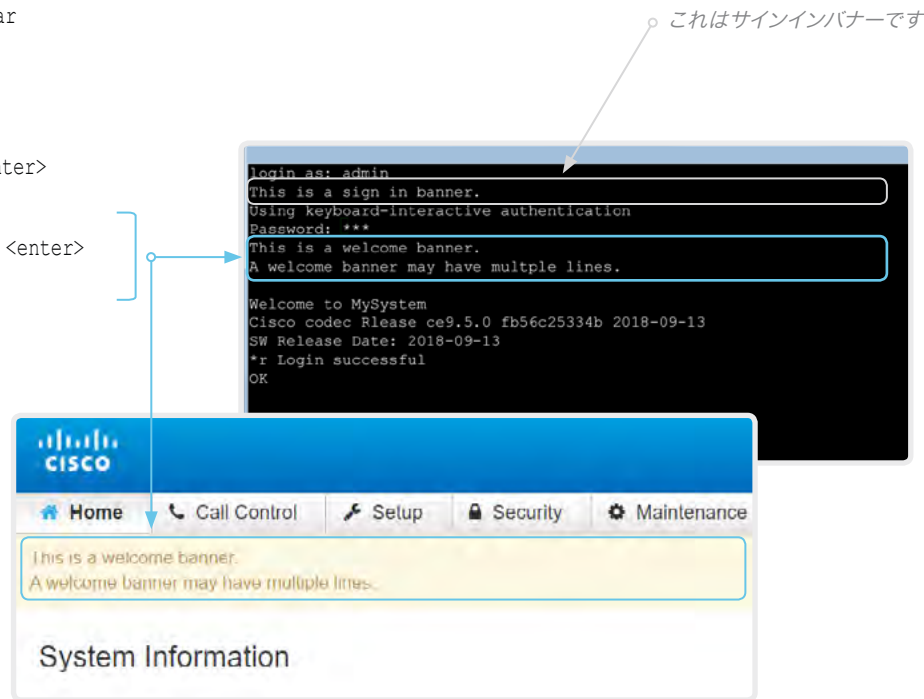 ar
これはサインインバナーです
nter>
<enter>
login as: admin
This is a sign in banner.
Using keyboard-interactive authentication
Password: ***
This is a welcome banner.
A welcome banner may have multple lines.
Welcome to MySystem
Cisco codec Rlease ce9.5.0 fb56c25334b 2018-09-13
SW Release Date: 2018-09-13
*r Login successful
OK
CISCO
Home Call Control Setup Security Maintenance
This is a welcome banner.
A welcome banner may have multiple lines.
System Information